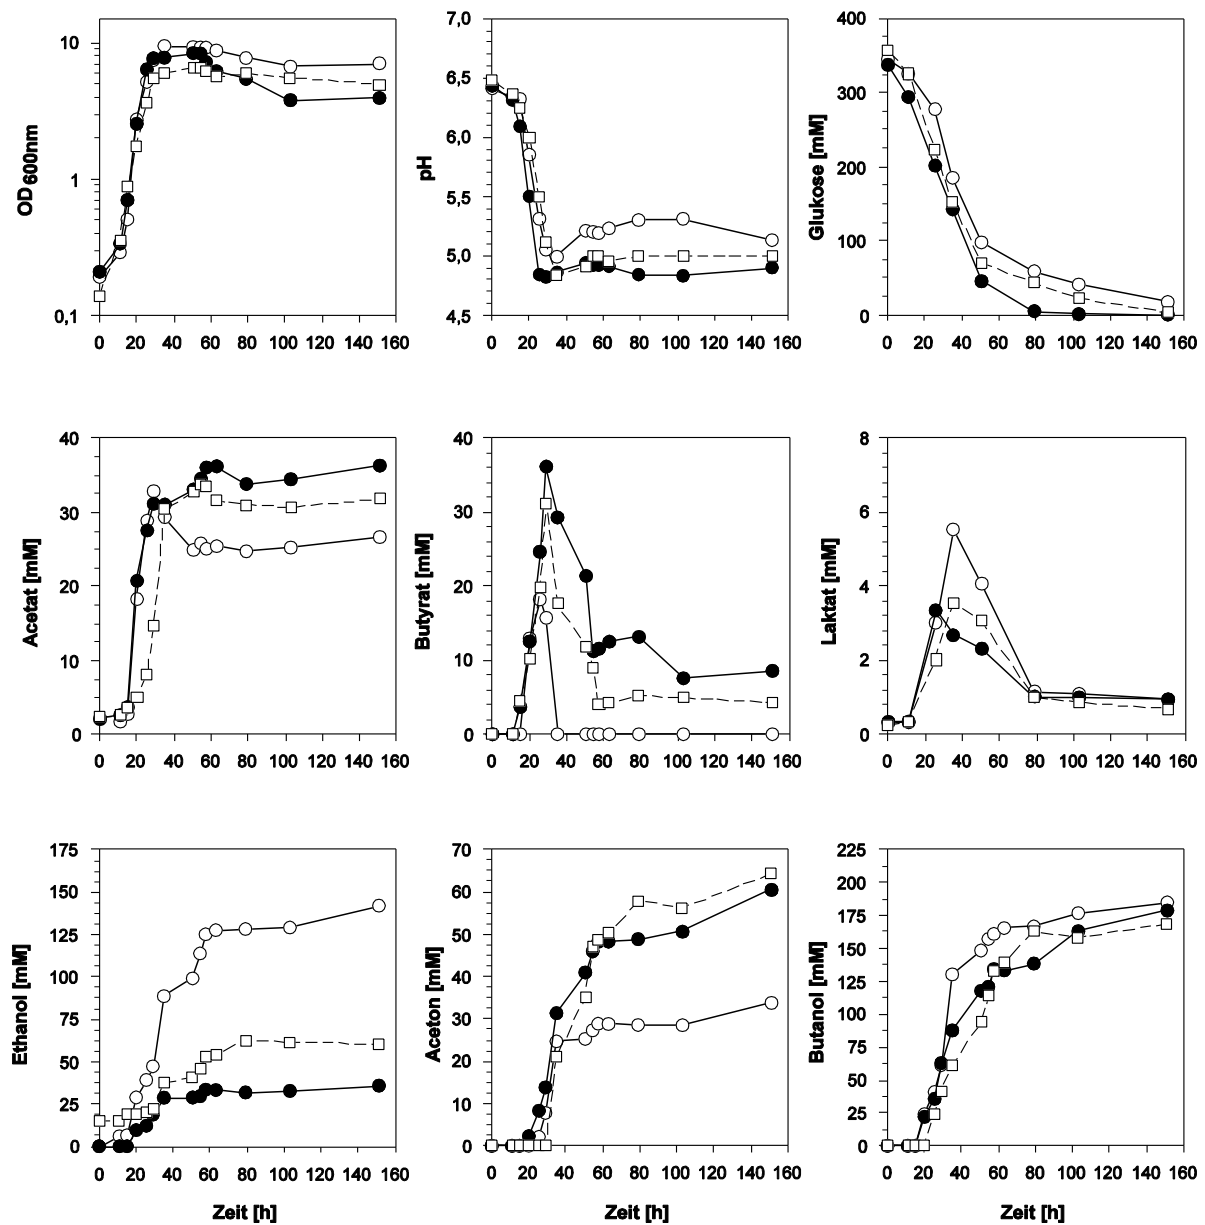 OD600nm
10
1
0,1
0 20 40 60 80 100 120 140 160
pH
7,0
6,5
6,0
5,5
5,0
4,5
0 20 40 60 80 100 120 140 160
Glukose [mM]
400
300
200
100
0
0 20 40 60 80 100 120 140 160
Acetat [mM]
40
30
20
10
0
0 20 40 60 80 100 120 140 160
Butyrat [mM]
40
30
20
10
0
0 20 40 60 80 100 120 140 160
Laktat [mM]
8
6
4
2
0
0 20 40 60 80 100 120 140 160
Ethanol [mM]
175
150
125
100
75
50
25
0
0 20 40 60 80 100 120 140 160
Zeit [h]
Aceton [mM]
70
60
50
40
30
20
10
0
0 20 40 60 80 100 120 140 160
Zeit [h]
Butanol [mM]
225
200
175
150
125
100
75
50
25
0
0 20 40 60 80 100 120 140 160
Zeit [h]